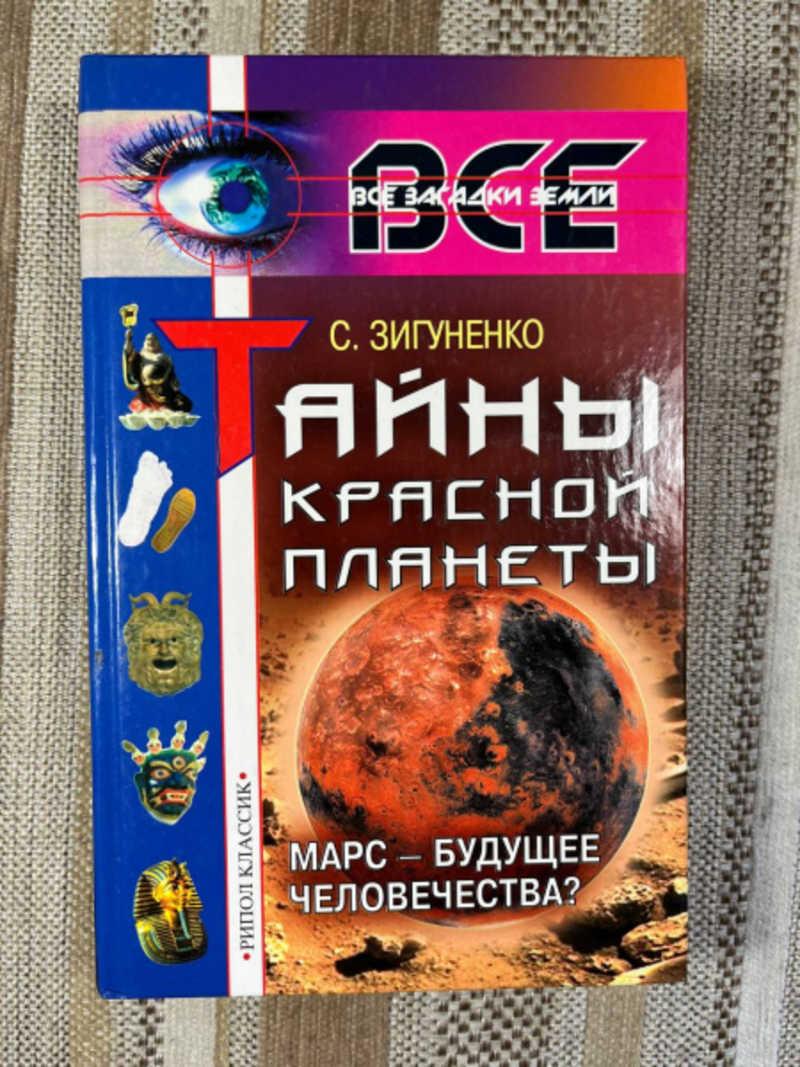 ВСЕ
ВСЕ ЗАГАДКИ ЗЕМЛИ
С. ЗИГУНЕНКО
ТАЙНЫ
КРАСНОЙ
ПЛАНЕТЫ
МАРС – БУДУЩЕЕ
ЧЕЛОВЕЧЕСТВА?
•РИПОЛ КЛАССИК•